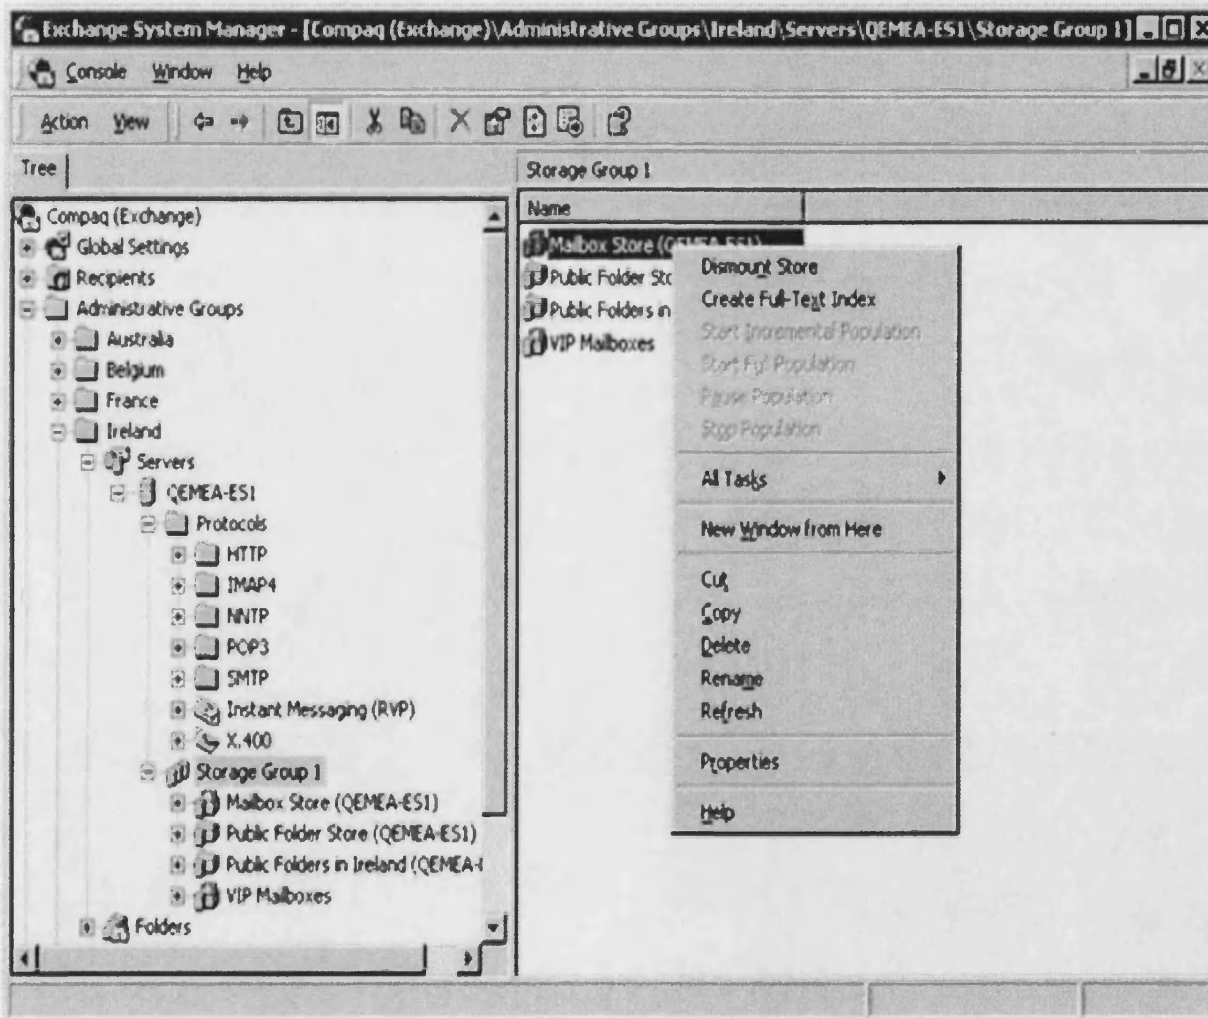 Exchange System Manager - [Compaq (Exchange)\Administrative Groups\Ireland\Servers\QEMEA-ES1\Storage Group 1]
Console Window Help
Action View
Tree
Compaq (Exchange)
Global Settings
Recipients
Administrative Groups
Australia
Belgium
France
Ireland
Servers
QEMEA-ES1
Protocols
HTTP
IMAP4
NNTP
POP3
SMTP
Instant Messaging (RVP)
X.400
Storage Group 1
Mailbox Store (QEMEA-ES1)
Public Folder Store (QEMEA-ES1)
Public Folders in Ireland (QEMEA-
VIP Mailboxes
Folders
Storage Group 1
Name
Mailbox Store (QEMEA-ES1)
Public Folder Sto
Public Folders in
VIP Mailboxes
Dismount Store
Create Full-Text Index
Start Incremental Population
Start Full Population
Pause Population
Stop Population
All Tasks
New Window from Here
Cut
Copy
Delete
Rename
Refresh
Properties
Help